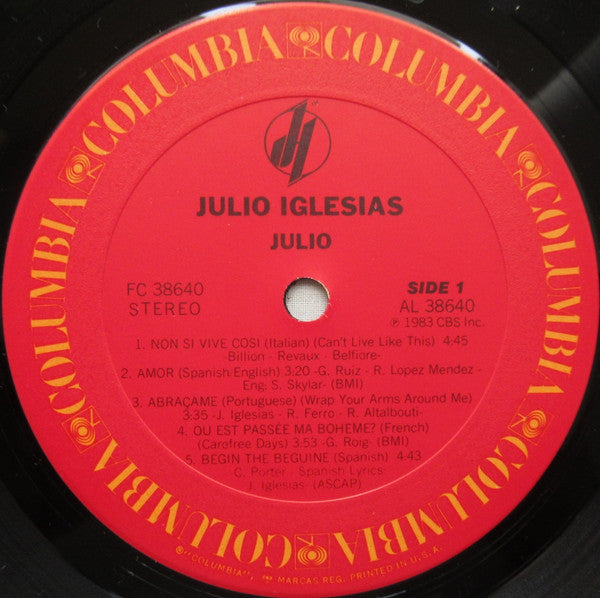 COLUMBIA COLUMBIA COLUMBIA COLUMBIA COLUMBIA COLUMBIA COLUMBIA COLUMBIA
JULIO IGLESIAS
JULIO
FC 38640
STEREO
SIDE 1
AL 38640
℗ 1983 CBS Inc.
1. NON SI VIVE COSI (Italian) (Can't Live Like This) 4:45
-Billion - Revaux - Belfiore-
2. AMOR (Spanish/English) 3:20 -G. Ruiz - R. Lopez Mendez -
Eng: S. Skylar- (BMI)
3. ABRAÇAME (Portuguese) (Wrap Your Arms Around Me)
3:35 -J. Iglesias - R. Ferro - R. Altalbouti-
4. OU EST PASSÉE MA BOHEME? (French)
(Carefree Days) 3:53 -G. Roig- (BMI)
5. BEGIN THE BEGUINE (Spanish) 4:43
-C. Porter - Spanish Lyrics:
J. Iglesias- (ASCAP)
®"COLUMBIA", MARCAS REG. PRINTED IN U.S.A.